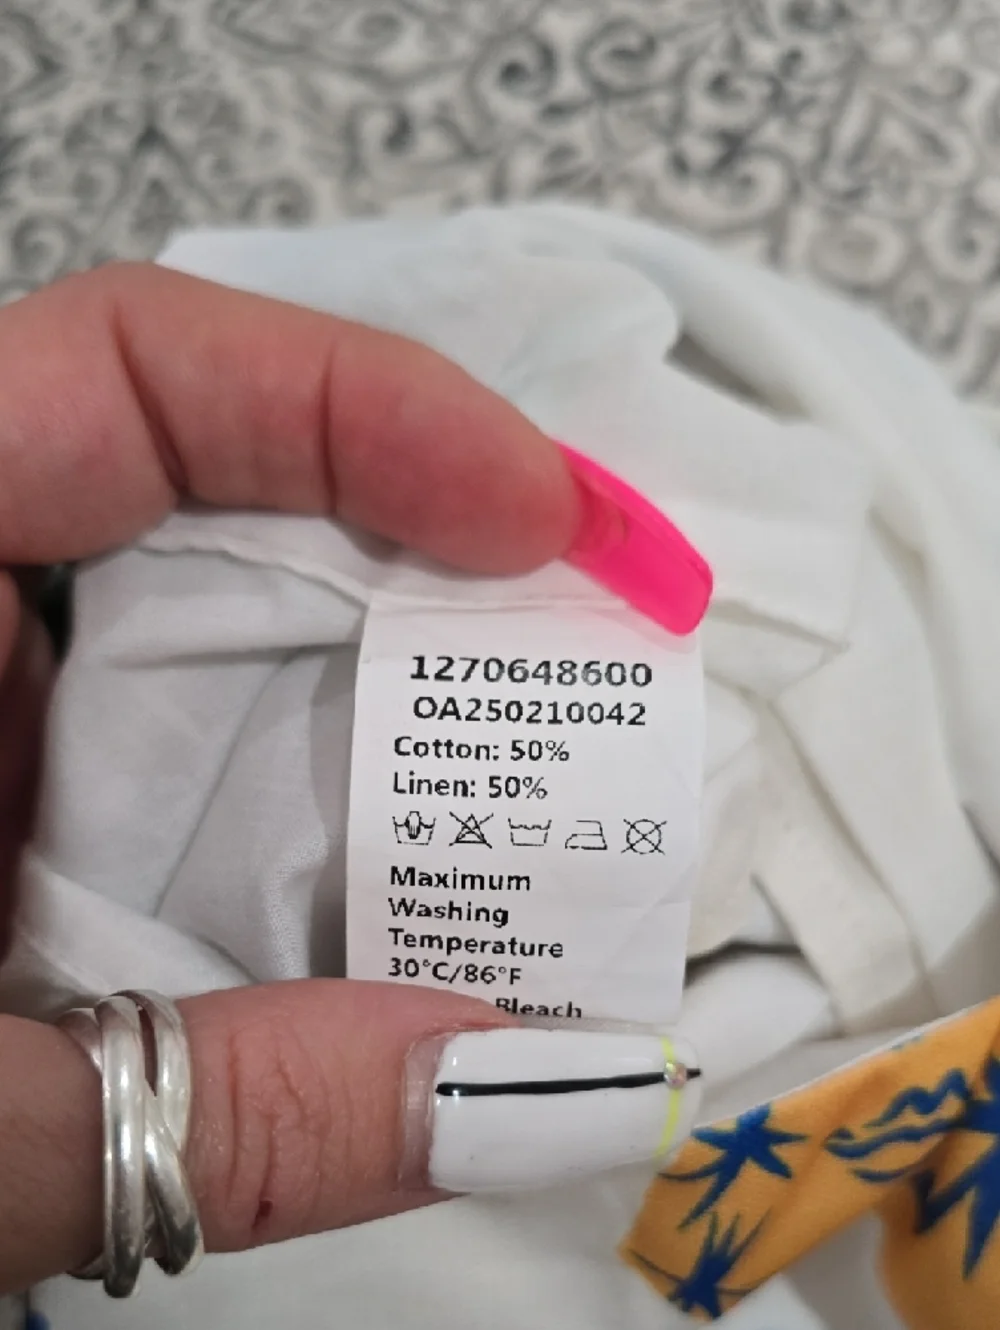 1270648600
OA250210042
Cotton: 50%
Linen: 50%
Maximum
Washing
Temperature
30°C/86°F
Bleach